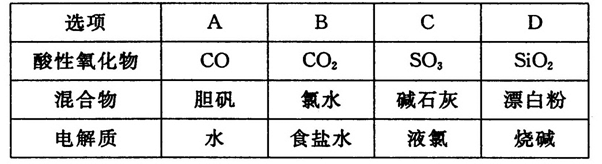 选项 A B C D
酸性氧化物 CO CO₂ SO₃ SiO₂
混合物 胆矾 氯水 碱石灰 漂白粉
电解质 水 食盐水 液氯 烧碱